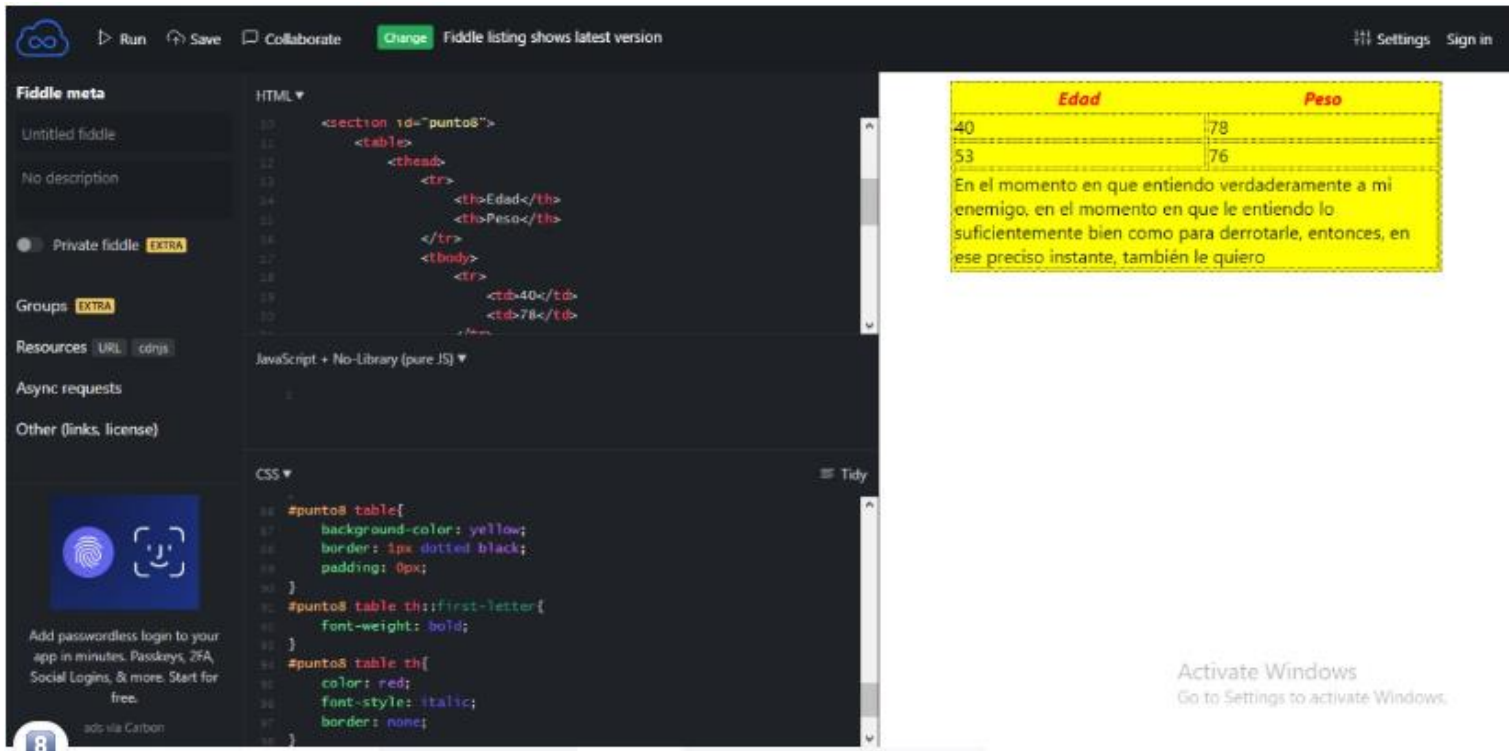 Run Save Collaborate Change Fiddle listing shows latest version Settings Sign in
Fiddle meta
Untitled fiddle
No description
Private fiddle EXTRA
Groups EXTRA
Resources URL cdnjs
Async requests
Other (links, license)
Add passwordless login to your
app in minutes. Passkeys, 2FA,
Social Logins, & more. Start for
free.
ads via Carbon
8
HTML
<section id="punto8">
<table>
<thead>
<tr>
<th>Edad</th>
<th>Peso</th>
</tr>
<tbody>
<tr>
<td>40</td>
<td>78</td>
JavaScript + No-Library (pure JS)
CSS Tidy
#punto8 table{
background-color: yellow;
border: 1px dotted black;
padding: 0px;
}
#punto8 table th::first-letter{
font-weight: bold;
}
#punto8 table th{
color: red;
font-style: italic;
border: none;
}
Edad Peso
40 78
53 76
En el momento en que entiendo verdaderamente a mi
enemigo, en el momento en que le entiendo lo
suficientemente bien como para derrotarle, entonces, en
ese preciso instante, también le quiero
Activate Windows
Go to Settings to activate Windows.